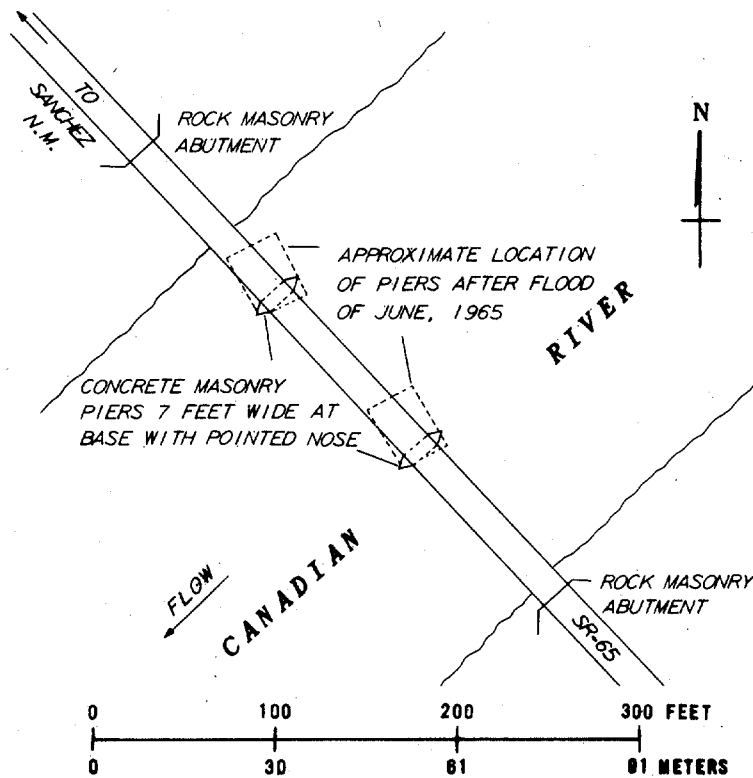 TO
SANCHEZ
N.M.
ROCK MASONRY
ABUTMENT
N
APPROXIMATE LOCATION
OF PIERS AFTER FLOOD
OF JUNE, 1965
RIVER
CONCRETE MASONRY
PIERS 7 FEET WIDE AT
BASE WITH POINTED NOSE
FLOW
CANADIAN
ROCK MASONRY
ABUTMENT
SR-65
0 100 200 300 FEET
0 30 61 91 METERS